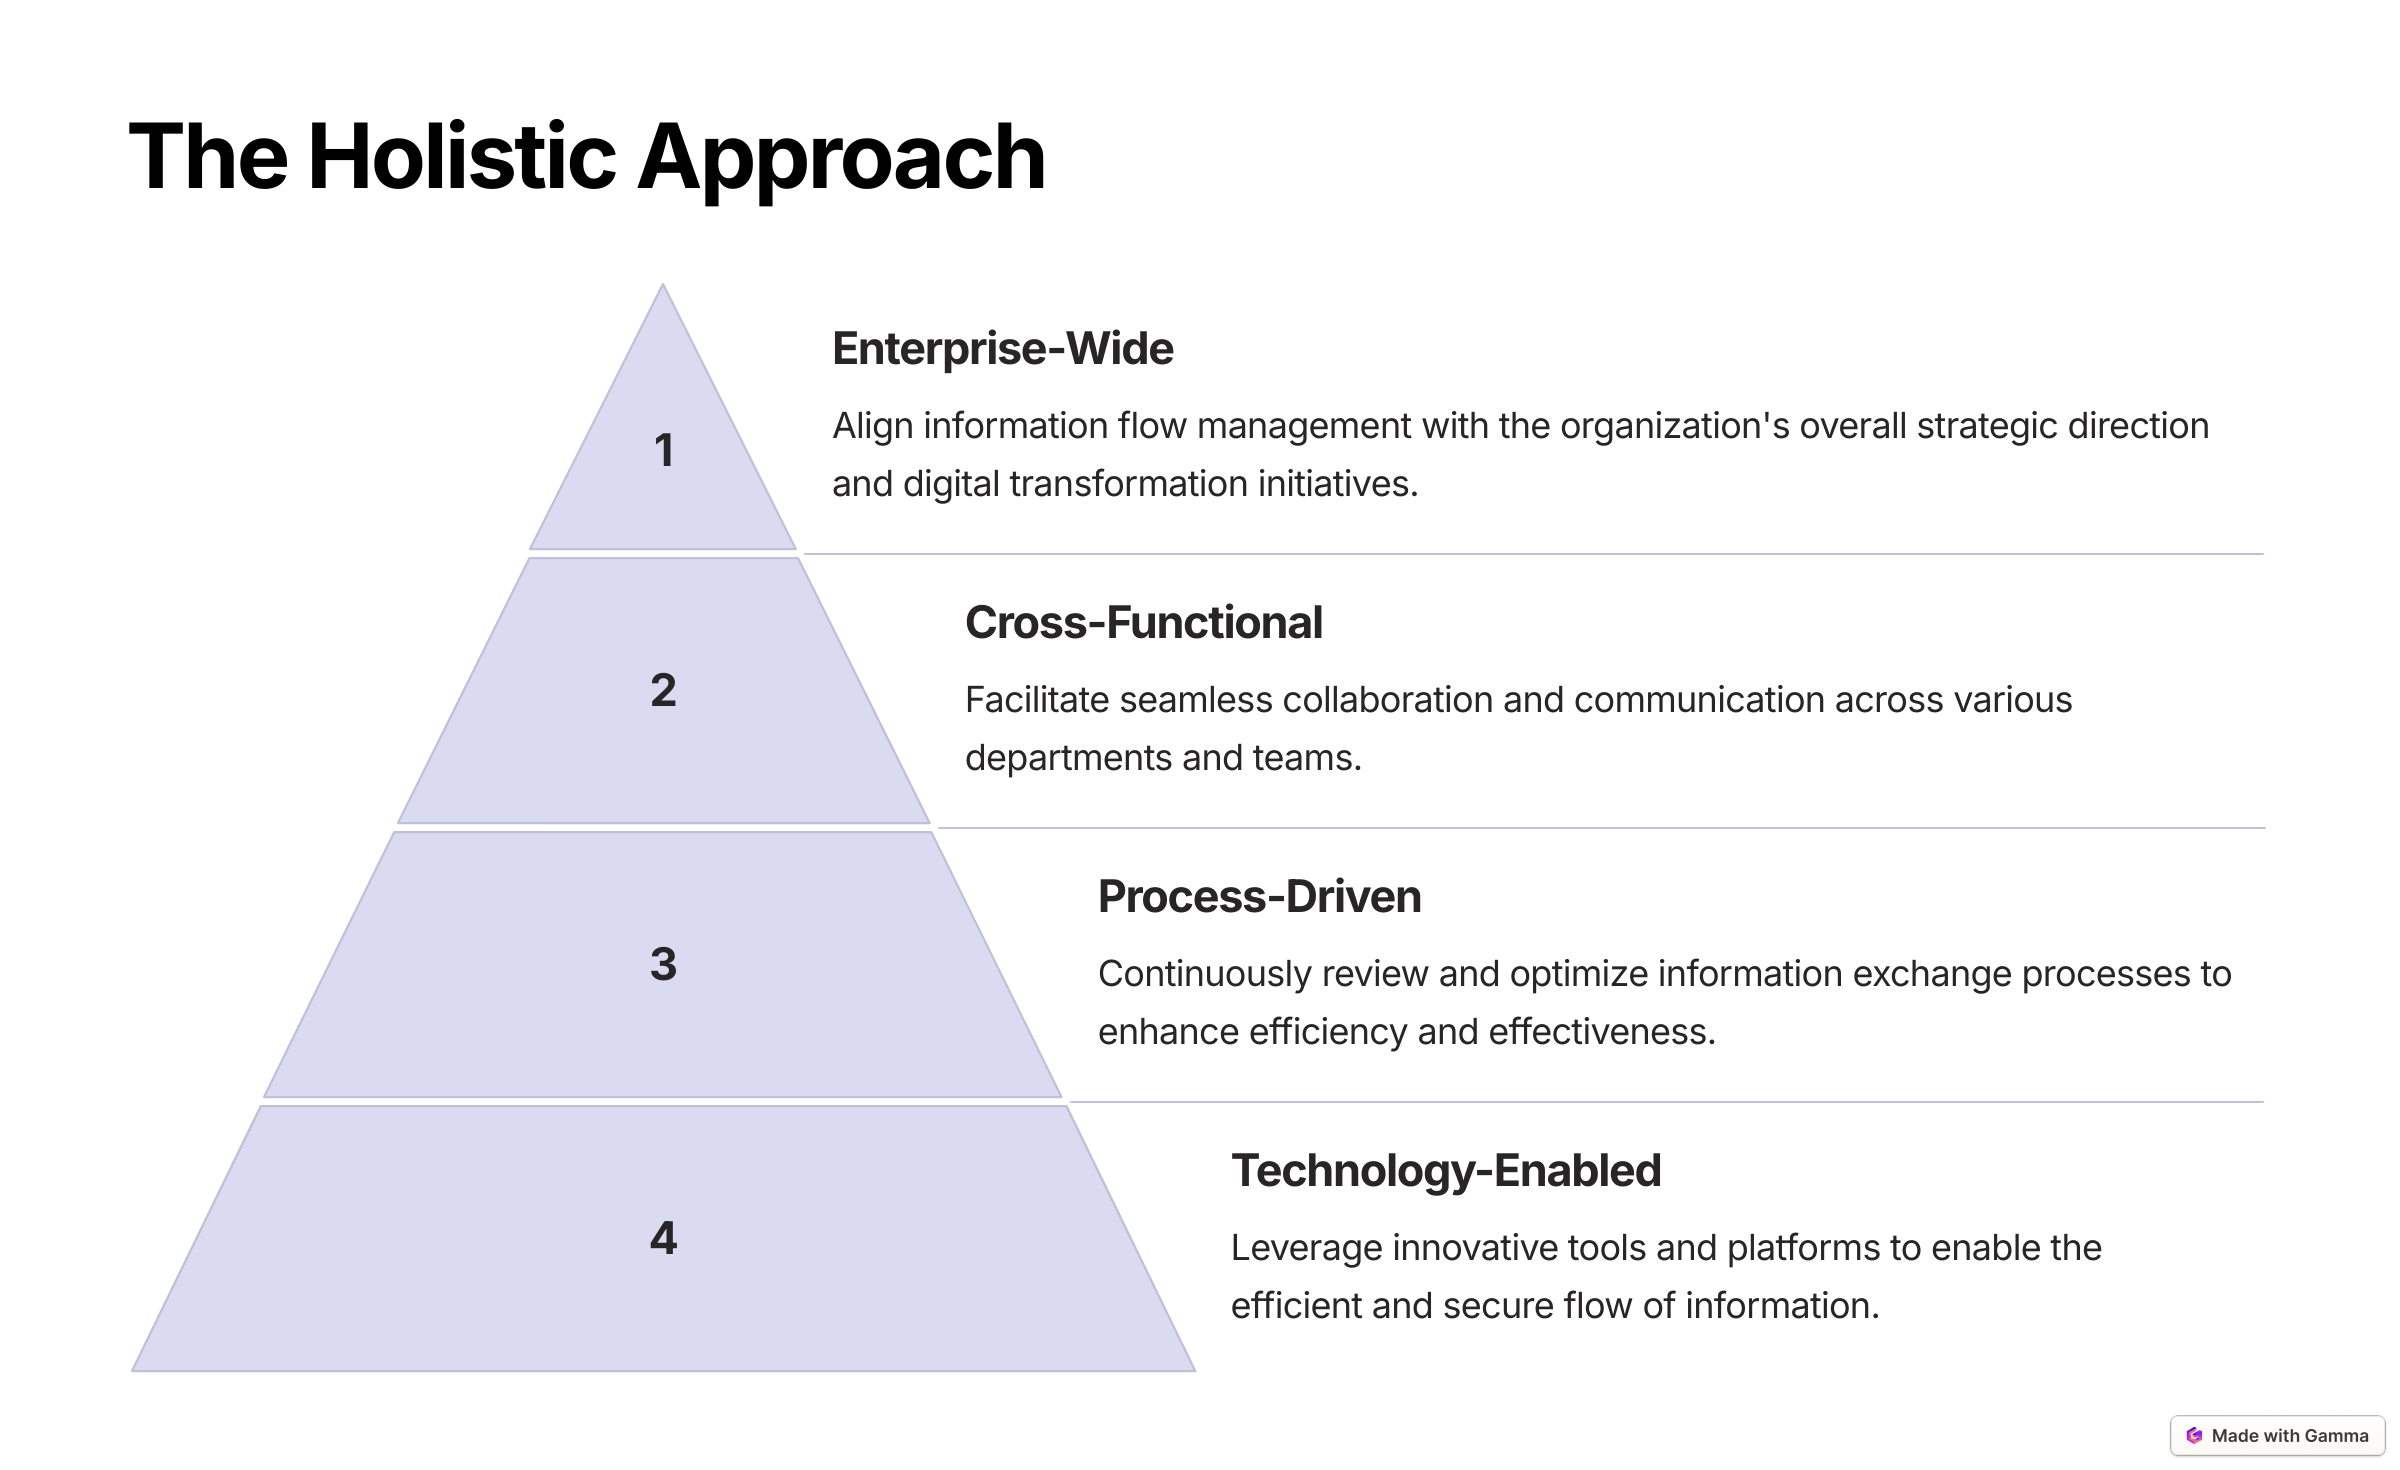 The Holistic Approach
1
Enterprise-Wide
Align information flow management with the organization's overall strategic direction
and digital transformation initiatives.
2
Cross-Functional
Facilitate seamless collaboration and communication across various
departments and teams.
3
Process-Driven
Continuously review and optimize information exchange processes to
enhance efficiency and effectiveness.
4
Technology-Enabled
Leverage innovative tools and platforms to enable the
efficient and secure flow of information.
Made with Gamma